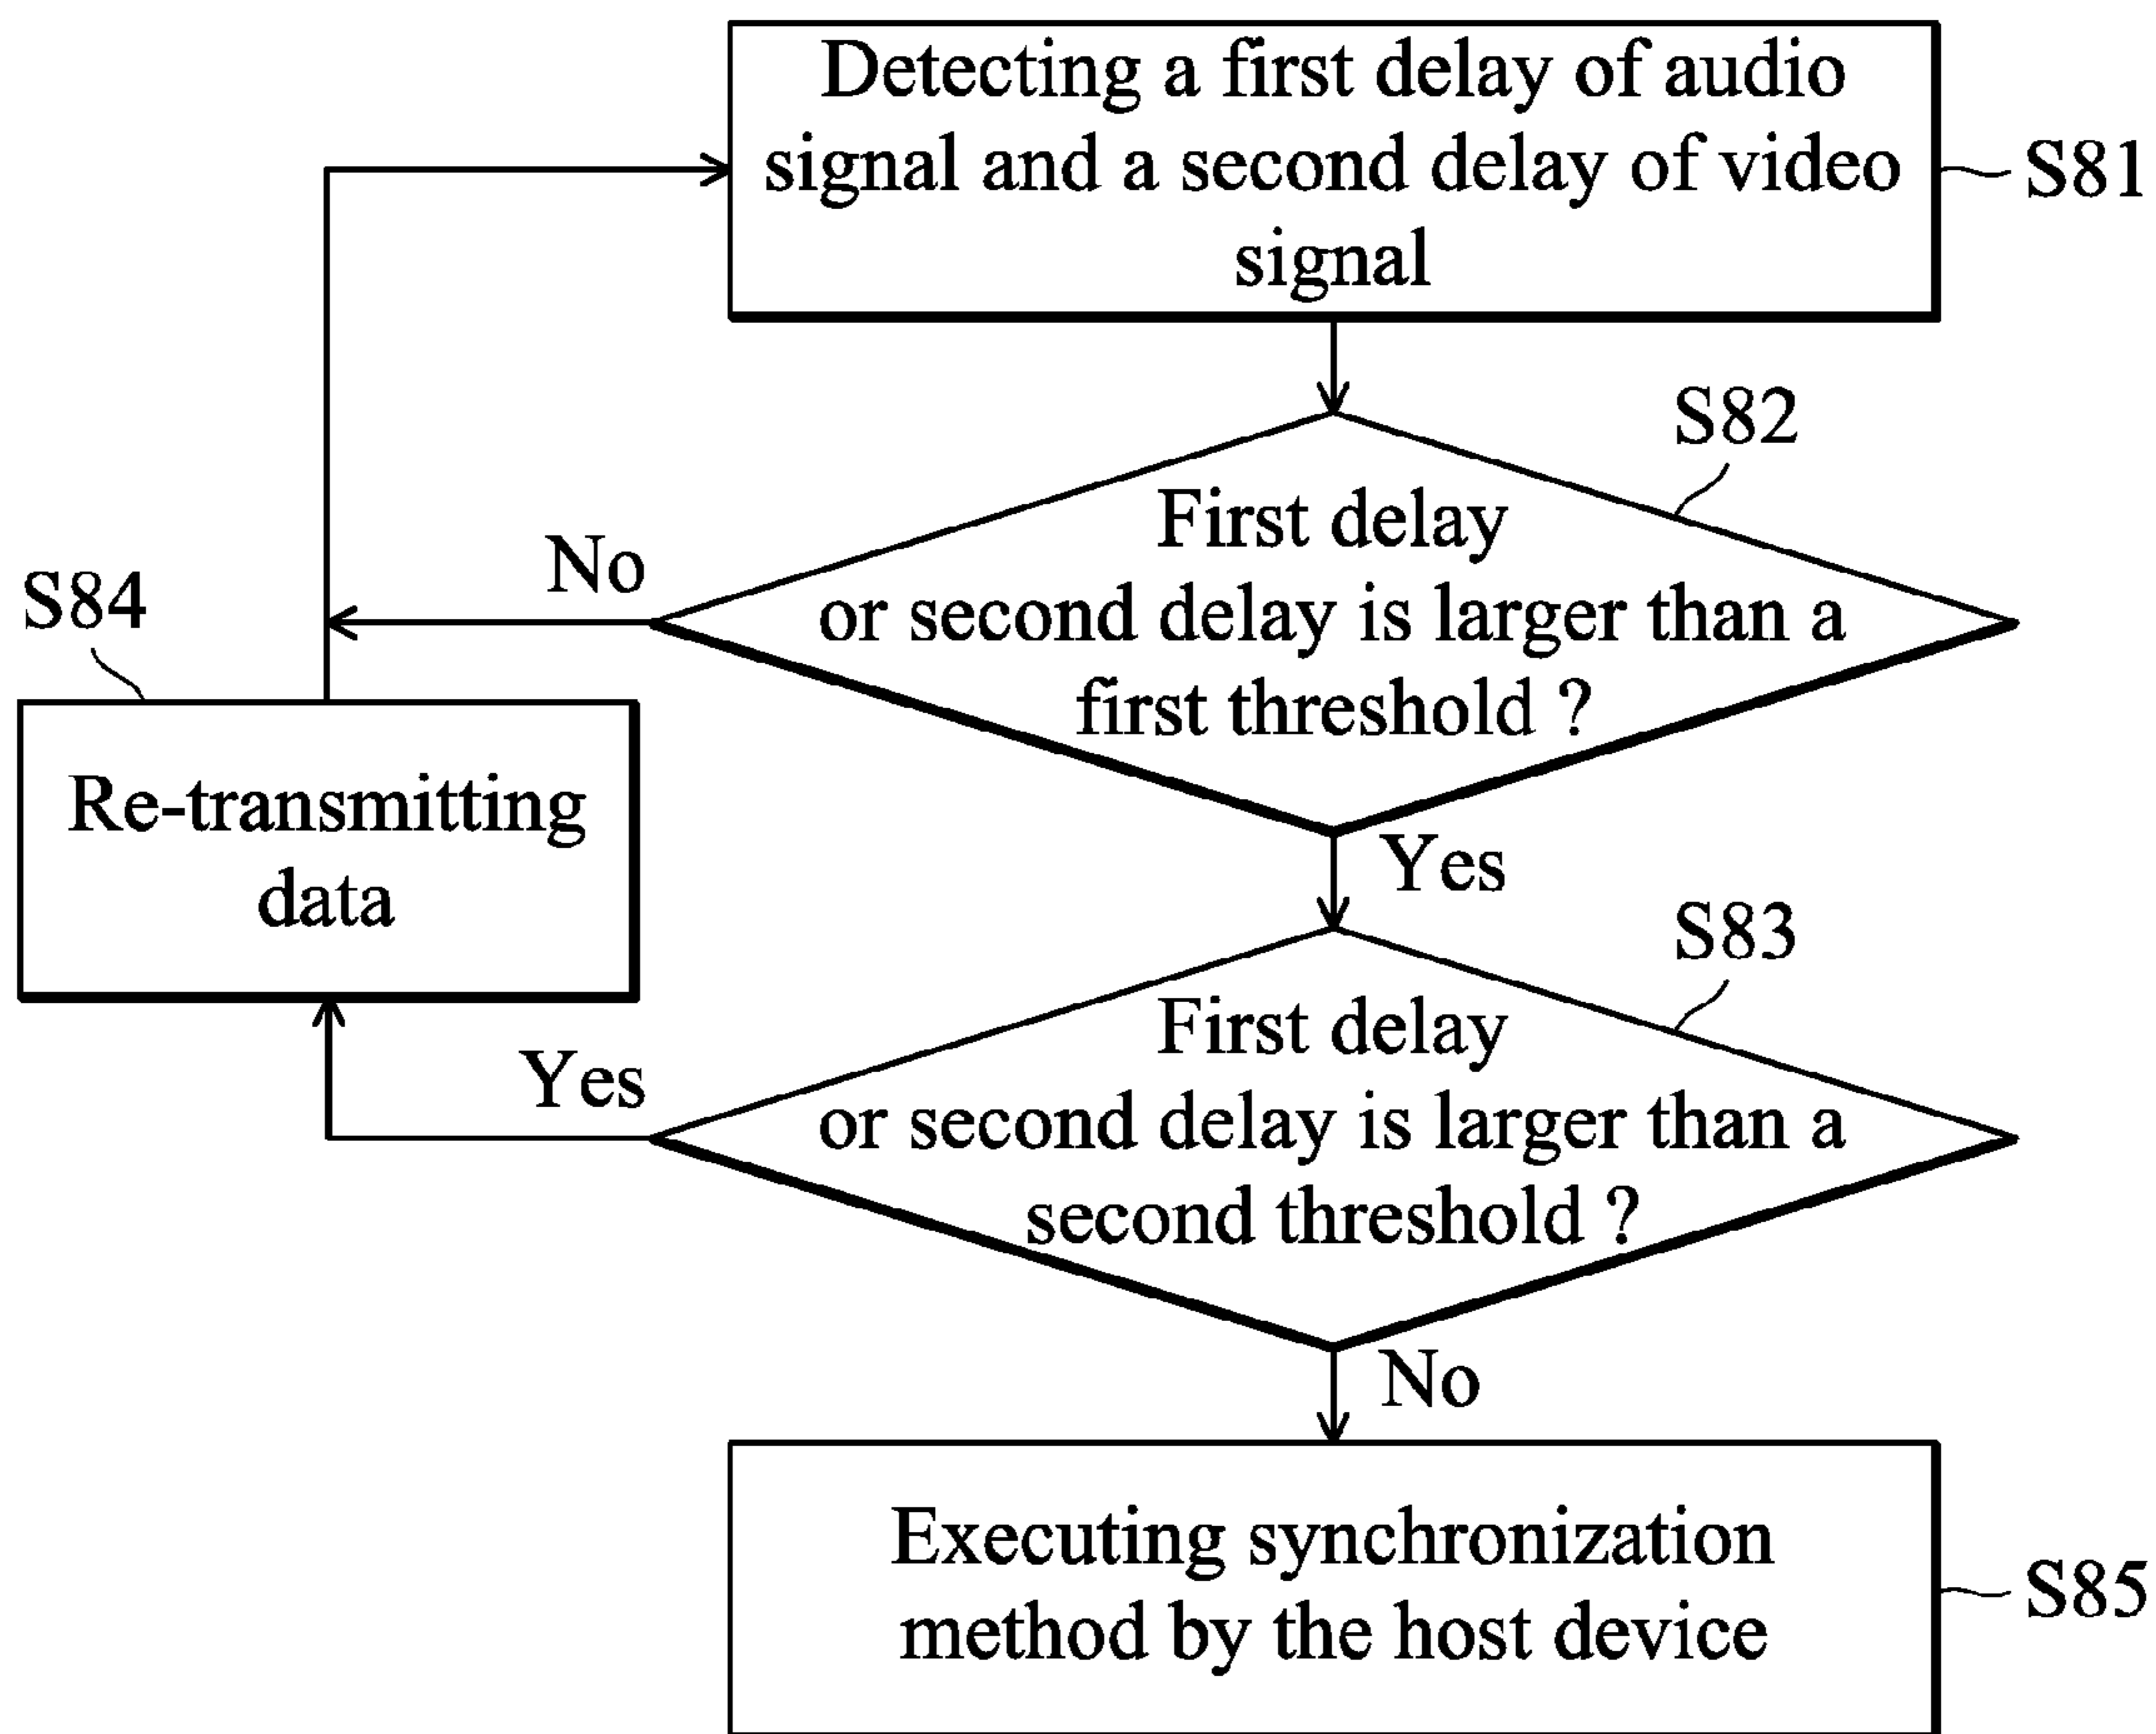 Detecting a first delay of audio
signal and a second delay of video
signal
S81
S82
First delay
or second delay is larger than a
first threshold ?
No
S84
Re-transmitting
data
Yes
S83
First delay
or second delay is larger than a
second threshold ?
Yes
No
Executing synchronization
method by the host device
S85